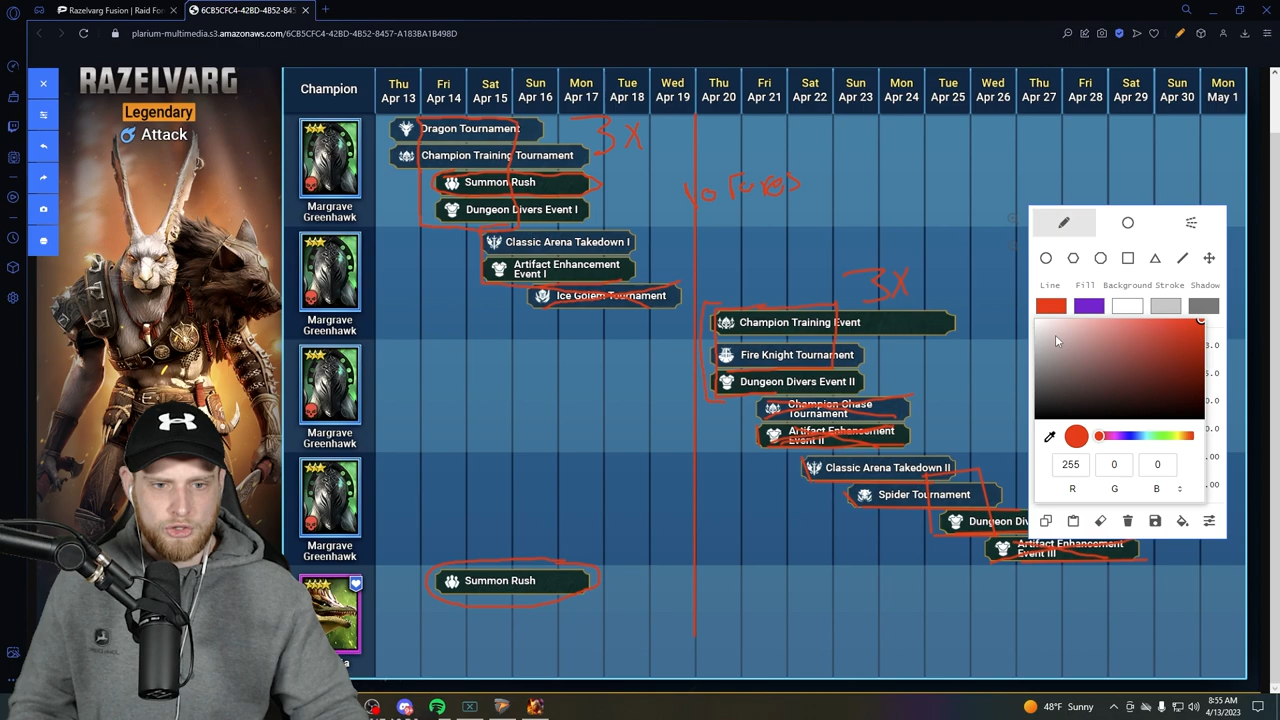 Razelvarg Fusion | Raid For
6CB5CFC4-42BD-4B52-845
plarium-multimedia.s3.amazonaws.com/6CB5CFC4-42BD-4B52-8457-A183BA1B498D
RAZELVARG
Legendary
Attack
Champion
Thu Apr 13
Fri Apr 14
Sat Apr 15
Sun Apr 16
Mon Apr 17
Tue Apr 18
Wed Apr 19
Thu Apr 20
Fri Apr 21
Sat Apr 22
Sun Apr 23
Mon Apr 24
Tue Apr 25
Wed Apr 26
Thu Apr 27
Fri Apr 28
Sat Apr 29
Sun Apr 30
Mon May 1
Dragon Tournament
3X
Champion Training Tournament
Summon Rush
Dungeon Divers Event I
Margrave
Greenhawk
Classic Arena Takedown I
Artifact Enhancement
Event I
Ice Golem Tournament
Margrave
Greenhawk
3X
Champion Training Event
Fire Knight Tournament
Dungeon Divers Event II
Champion Chase
Tournament
Artifact Enhancement
Event II
Margrave
Greenhawk
Classic Arena Takedown II
Spider Tournament
Dungeon Div
Artifact Enhancement
Event III
Margrave
Greenhawk
Summon Rush
Line Fill Background Stroke Shadow
255 0 0
R G B
48°F Sunny
8:55 AM
4/13/2023